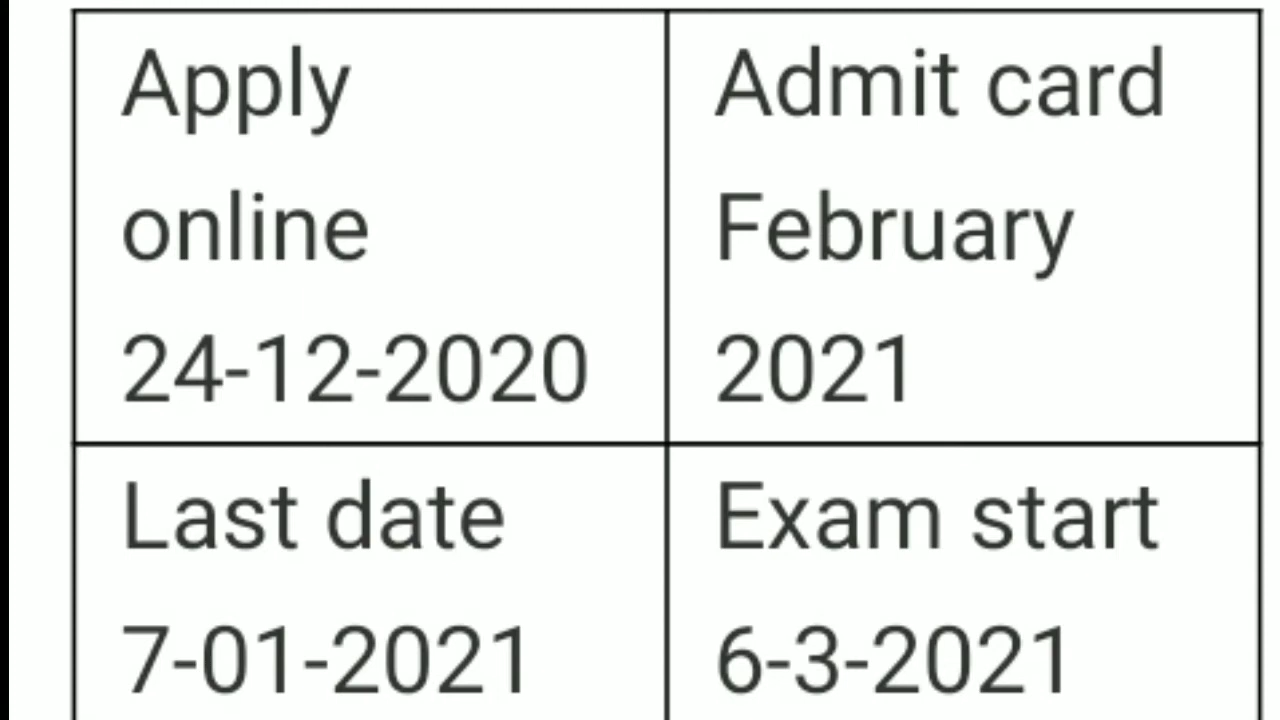 Apply
online
24-12-2020
Admit card
February
2021
Last date
7-01-2021
Exam start
6-3-2021